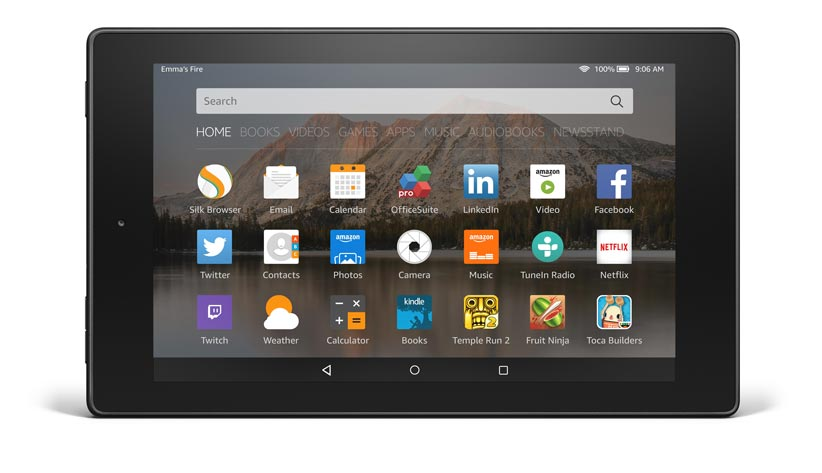 Emma's Fire 100% 9:06 AM
Search
HOME BOOKS VIDEOS GAMES APPS MUSIC AUDIOBOOKS NEWSSTAND
pro in amazon f
Silk Browser Email Calendar OfficeSuite LinkedIn Video Facebook
A B C amazon amazon NETFLIX
Twitter Contacts Photos Camera Music TuneIn Radio Netflix
− × + = kindle 2
Twitch Weather Calculator Books Temple Run 2 Fruit Ninja Toca Builders